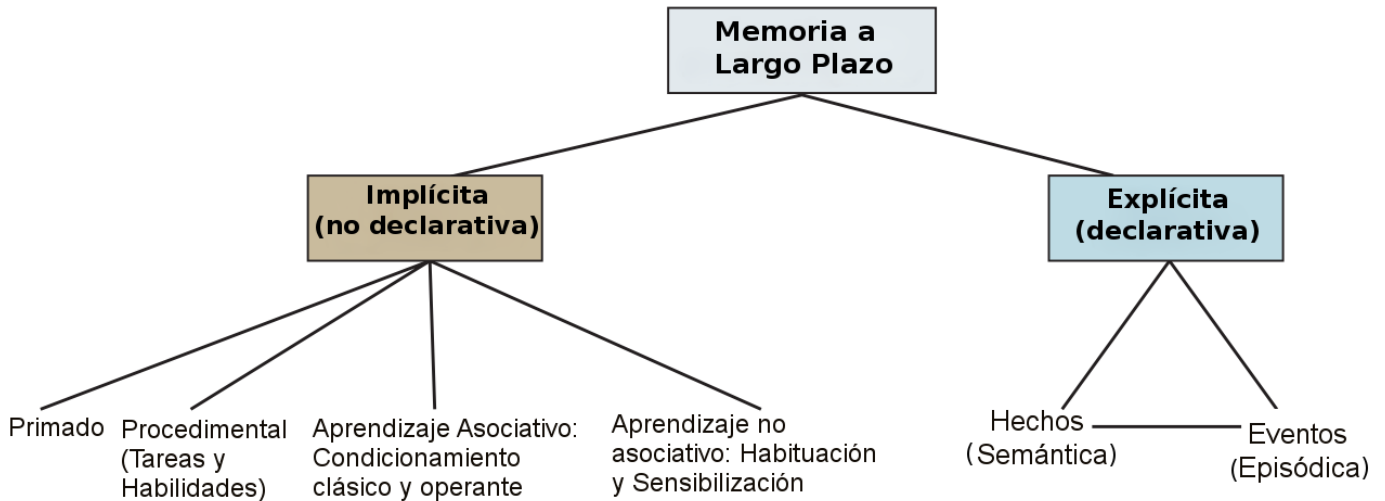 Memoria a
Largo Plazo
Implícita
(no declarativa)
Explícita
(declarativa)
Primado
Procedimental
(Tareas y
Habilidades)
Aprendizaje Asociativo:
Condicionamiento
clásico y operante
Aprendizaje no
asociativo: Habituación
y Sensibilización
Hechos
(Semántica)
Eventos
(Episódica)